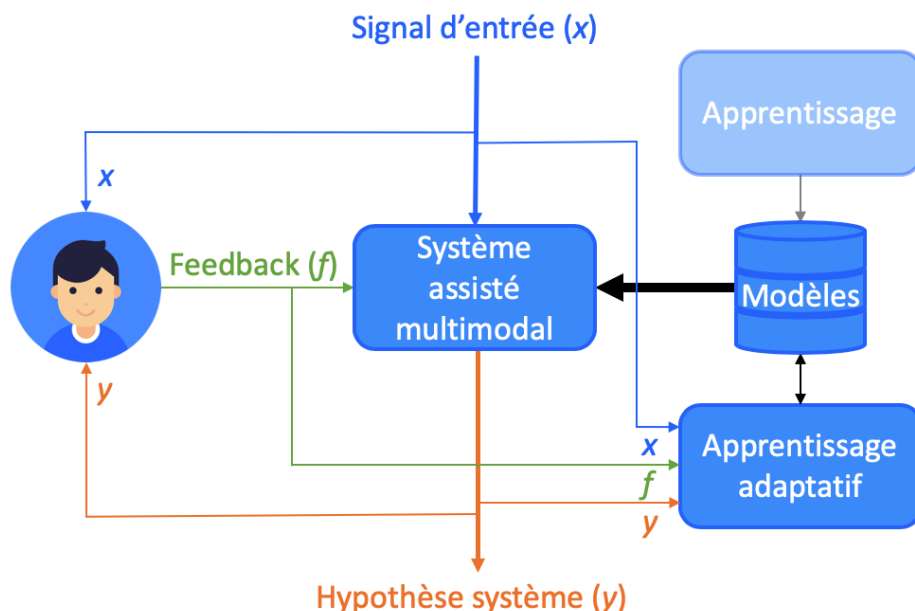 Signal d'entrée (x)
Apprentissage
x
Feedback (f)
Système
assisté
multimodal
Modèles
y
x
f
y
Apprentissage
adaptatif
Hypothèse système (y)